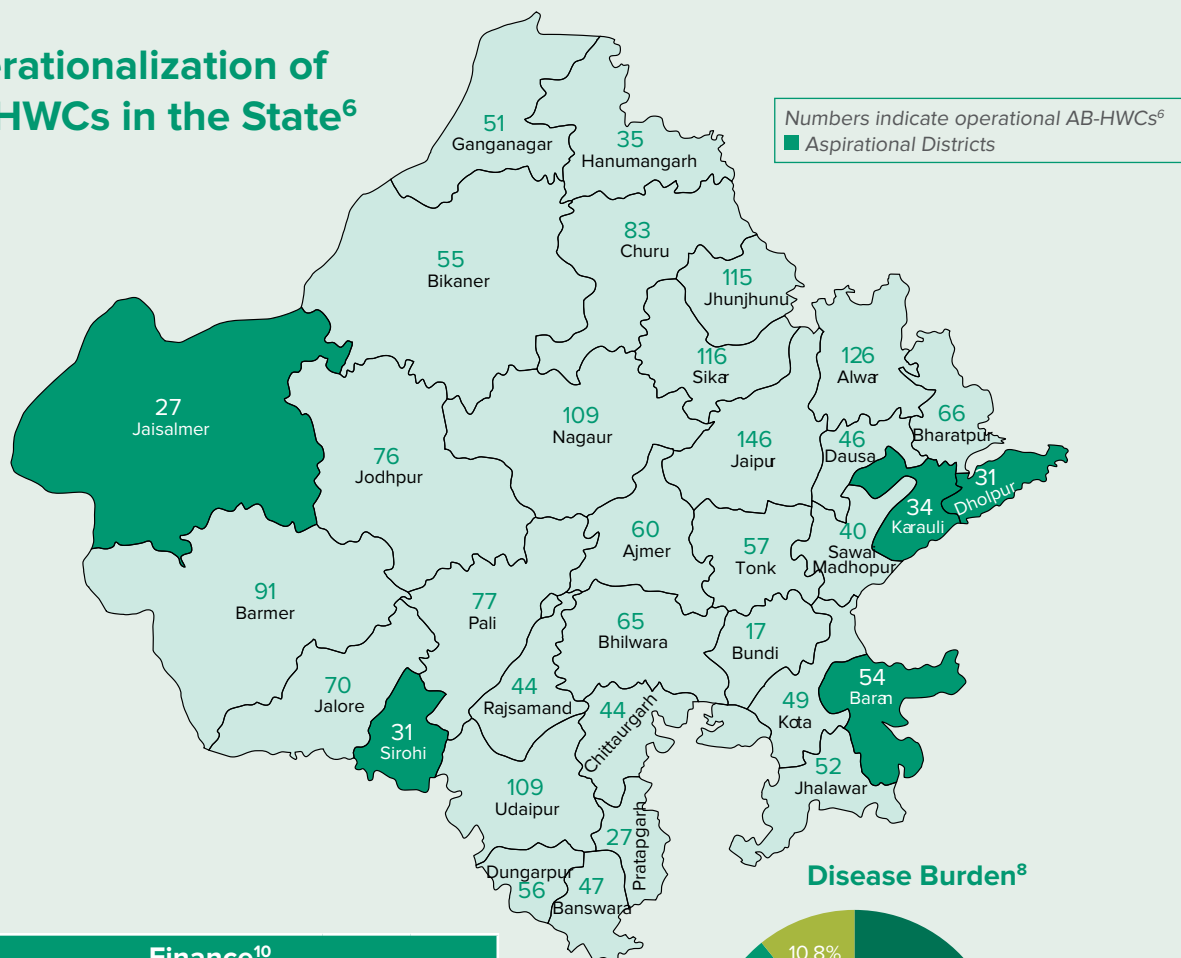 erationalization of
HWCs in the State6
Numbers indicate operational AB-HWCs6
Aspirational Districts
51
Ganganagar
35
Hanumangarh
83
Churu
55
Bikaner
115
Jhunjhunu
116
Sikar
126
Alwar
27
Jaisalmer
109
Nagaur
66
Bharatpur
146
Jaipur
46
Dausa
76
Jodhpur
31
Dholpur
34
Karauli
60
Ajmer
57
Tonk
40
Sawai
Madhopur
91
Barmer
77
Pali
65
Bhilwara
17
Bundi
54
Baran
70
Jalore
44
Rajsamand
44
Chittaurgarh
49
Kota
31
Sirohi
52
Jhalawar
109
Udaipur
27
Pratapgarh
Dungarpur
56
47
Banswara
Disease Burden8
10.8%
Finance10